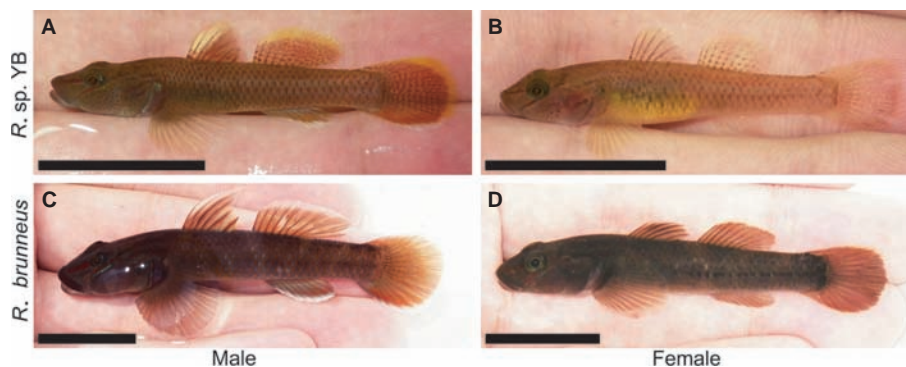 A
B
R. sp. YB
C
D
R. brunneus
Male
Female